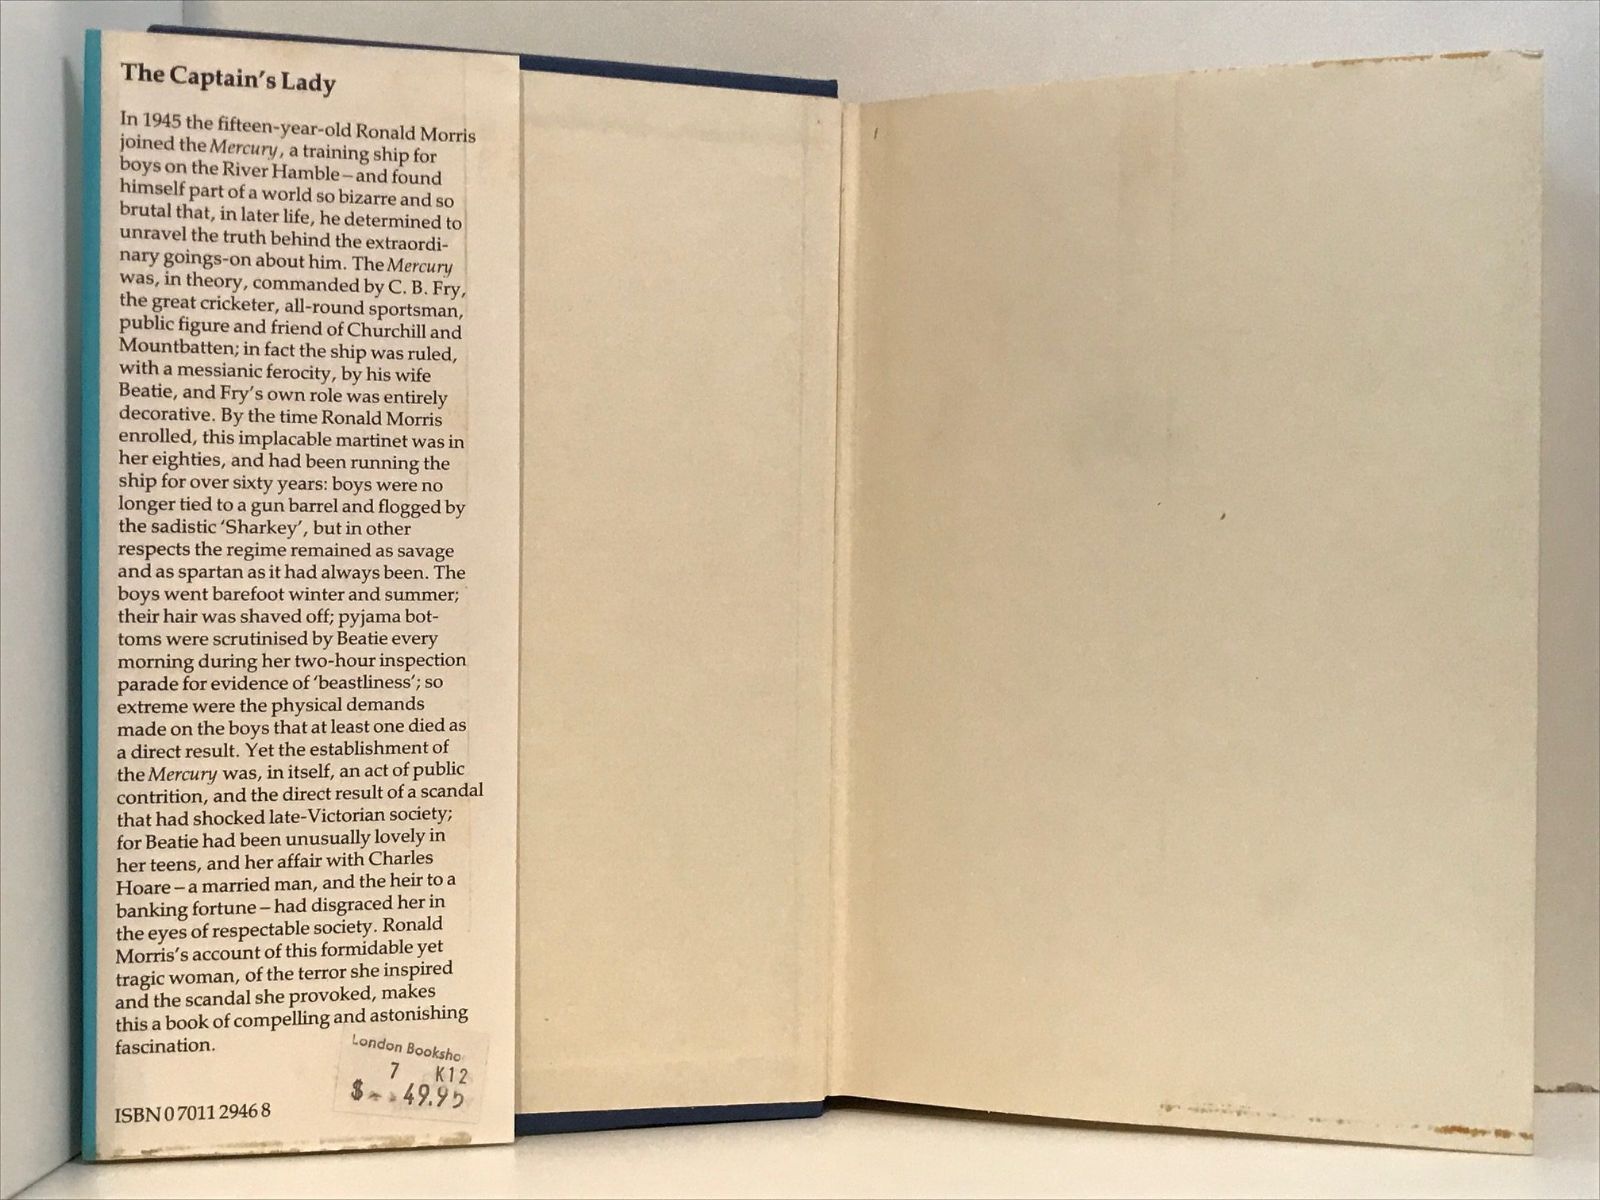 The Captain's Lady
In 1945 the fifteen-year-old Ronald Morris
joined the Mercury, a training ship for
boys on the River Hamble – and found
himself part of a world so bizarre and so
brutal that, in later life, he determined to
unravel the truth behind the extraordi-
nary goings-on about him. The Mercury
was, in theory, commanded by C. B. Fry,
the great cricketer, all-round sportsman,
public figure and friend of Churchill and
Mountbatten; in fact the ship was ruled,
with a messianic ferocity, by his wife
Beatie, and Fry's own role was entirely
decorative. By the time Ronald Morris
enrolled, this implacable martinet was in
her eighties, and had been running the
ship for over sixty years: boys were no
longer tied to a gun barrel and flogged by
the sadistic 'Sharkey', but in other
respects the regime remained as savage
and as spartan as it had always been. The
boys went barefoot winter and summer;
their hair was shaved off; pyjama bot-
toms were scrutinised by Beatie every
morning during her two-hour inspection
parade for evidence of 'beastliness'; so
extreme were the physical demands
made on the boys that at least one died as
a direct result. Yet the establishment of
the Mercury was, in itself, an act of public
contrition, and the direct result of a scandal
that had shocked late-Victorian society;
for Beatie had been unusually lovely in
her teens, and her affair with Charles
Hoare – a married man, and the heir to a
banking fortune – had disgraced her in
the eyes of respectable society. Ronald
Morris's account of this formidable yet
tragic woman, of the terror she inspired
and the scandal she provoked, makes
this a book of compelling and astonishing
fascination.
London Booksho
7 K12
$ 49.95
ISBN 0 7011 2946 8